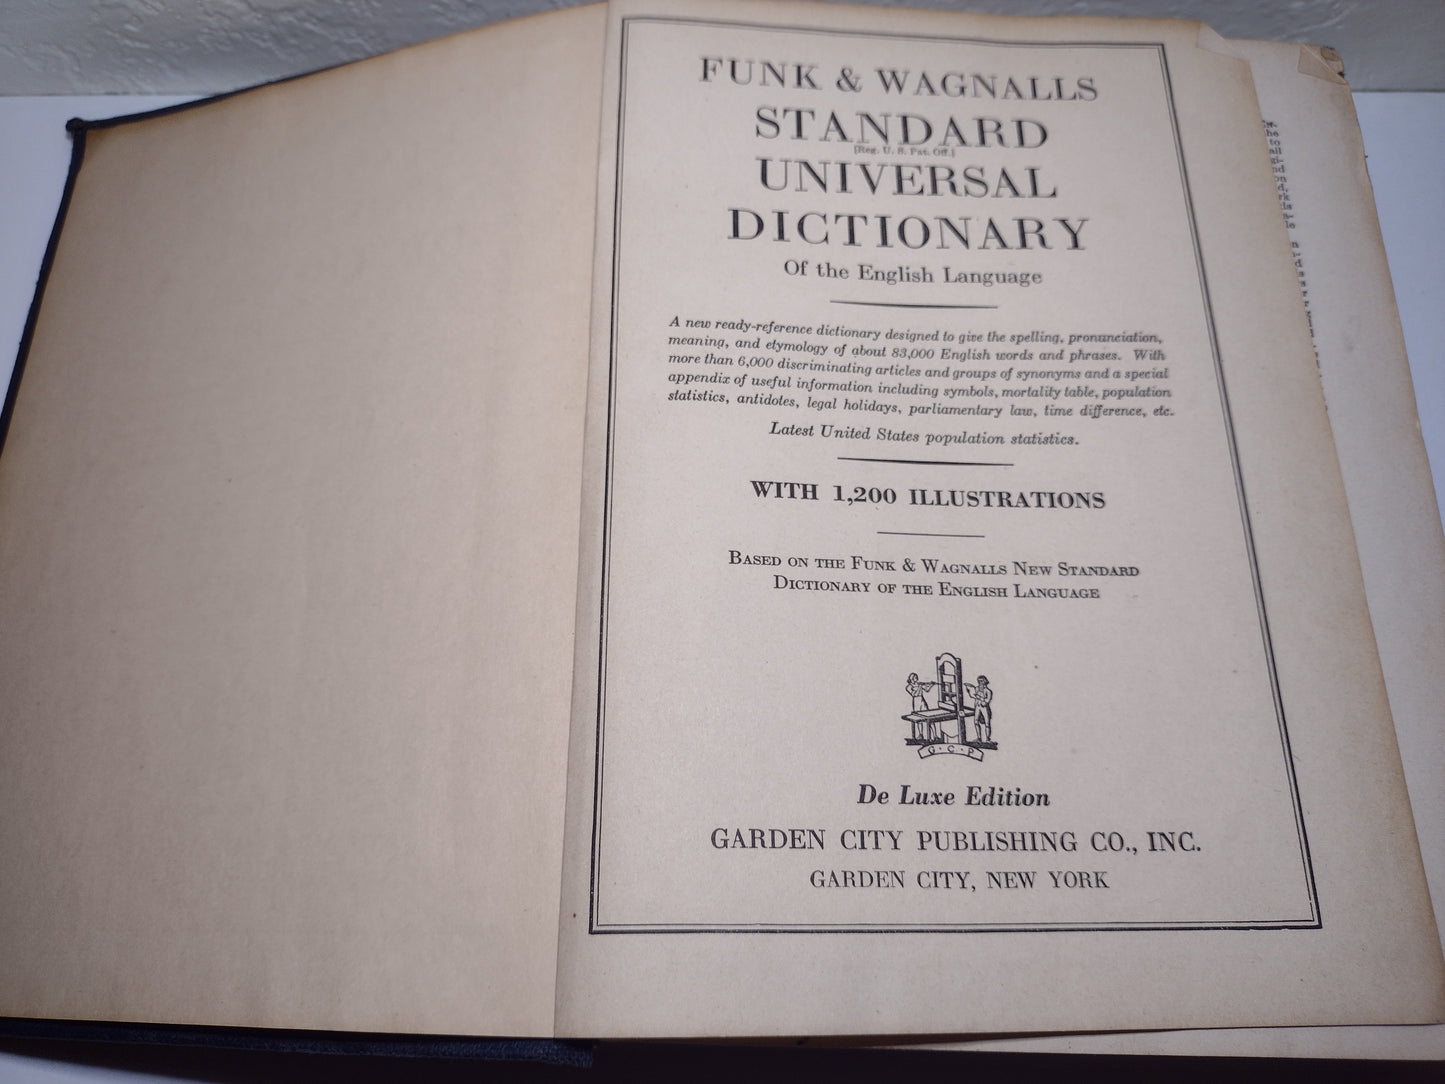 FUNK & WAGNALLS
STANDARD
[Reg. U. S. Pat. Off.]
UNIVERSAL
DICTIONARY
Of the English Language
A new ready-reference dictionary designed to give the spelling, pronunciation,
meaning, and etymology of about 83,000 English words and phrases. With
more than 6,000 discriminating articles and groups of synonyms and a special
appendix of useful information including symbols, mortality table, population
statistics, antidotes, legal holidays, parliamentary law, time difference, etc.
Latest United States population statistics.
WITH 1,200 ILLUSTRATIONS
BASED ON THE FUNK & WAGNALLS NEW STANDARD
DICTIONARY OF THE ENGLISH LANGUAGE
G·C·P
De Luxe Edition
GARDEN CITY PUBLISHING CO., INC.
GARDEN CITY, NEW YORK